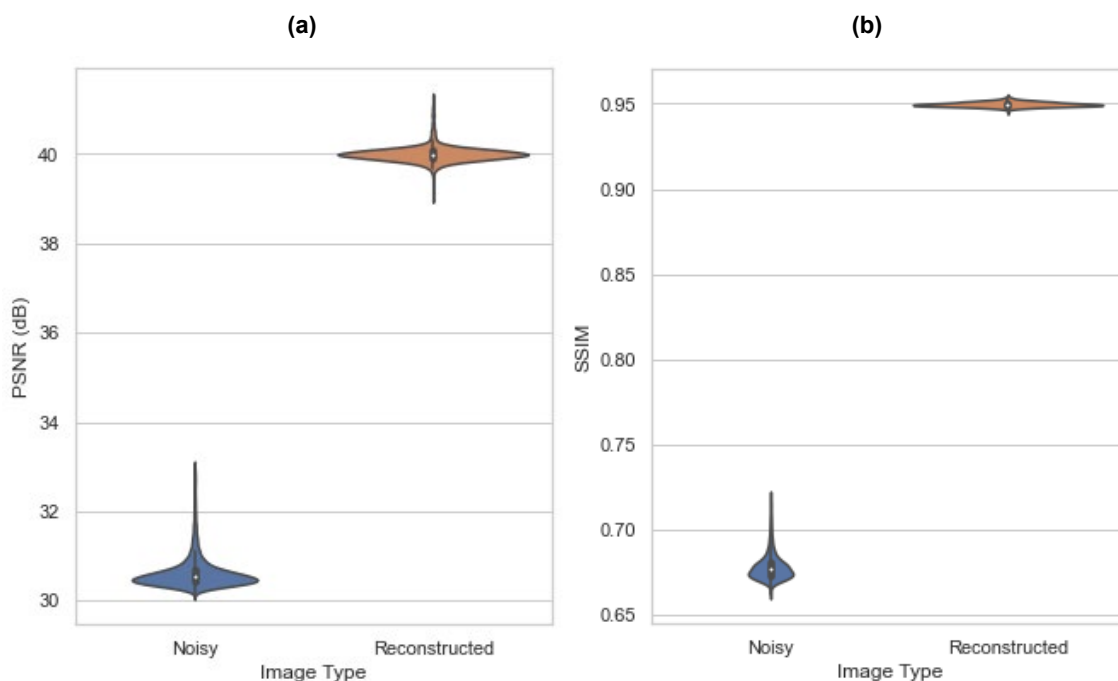 (a)
PSNR (dB)
40
38
36
34
32
30
Noisy
Reconstructed
Image Type
(b)
SSIM
0.95
0.90
0.85
0.80
0.75
0.70
0.65
Noisy
Reconstructed
Image Type